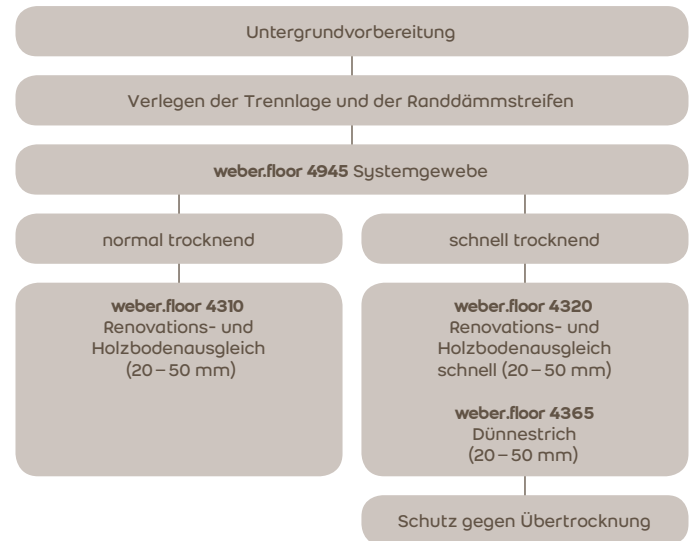 Untergrundvorbereitung
Verlegen der Trennlage und der Randdämmstreifen
weber.floor 4945 Systemgewebe
normal trocknend
schnell trocknend
weber.floor 4310
Renovations- und
Holzbodenausgleich
(20 – 50 mm)
weber.floor 4320
Renovations- und
Holzbodenausgleich
schnell (20 – 50 mm)
weber.floor 4365
Dünnestrich
(20 – 50 mm)
Schutz gegen Übertrocknung